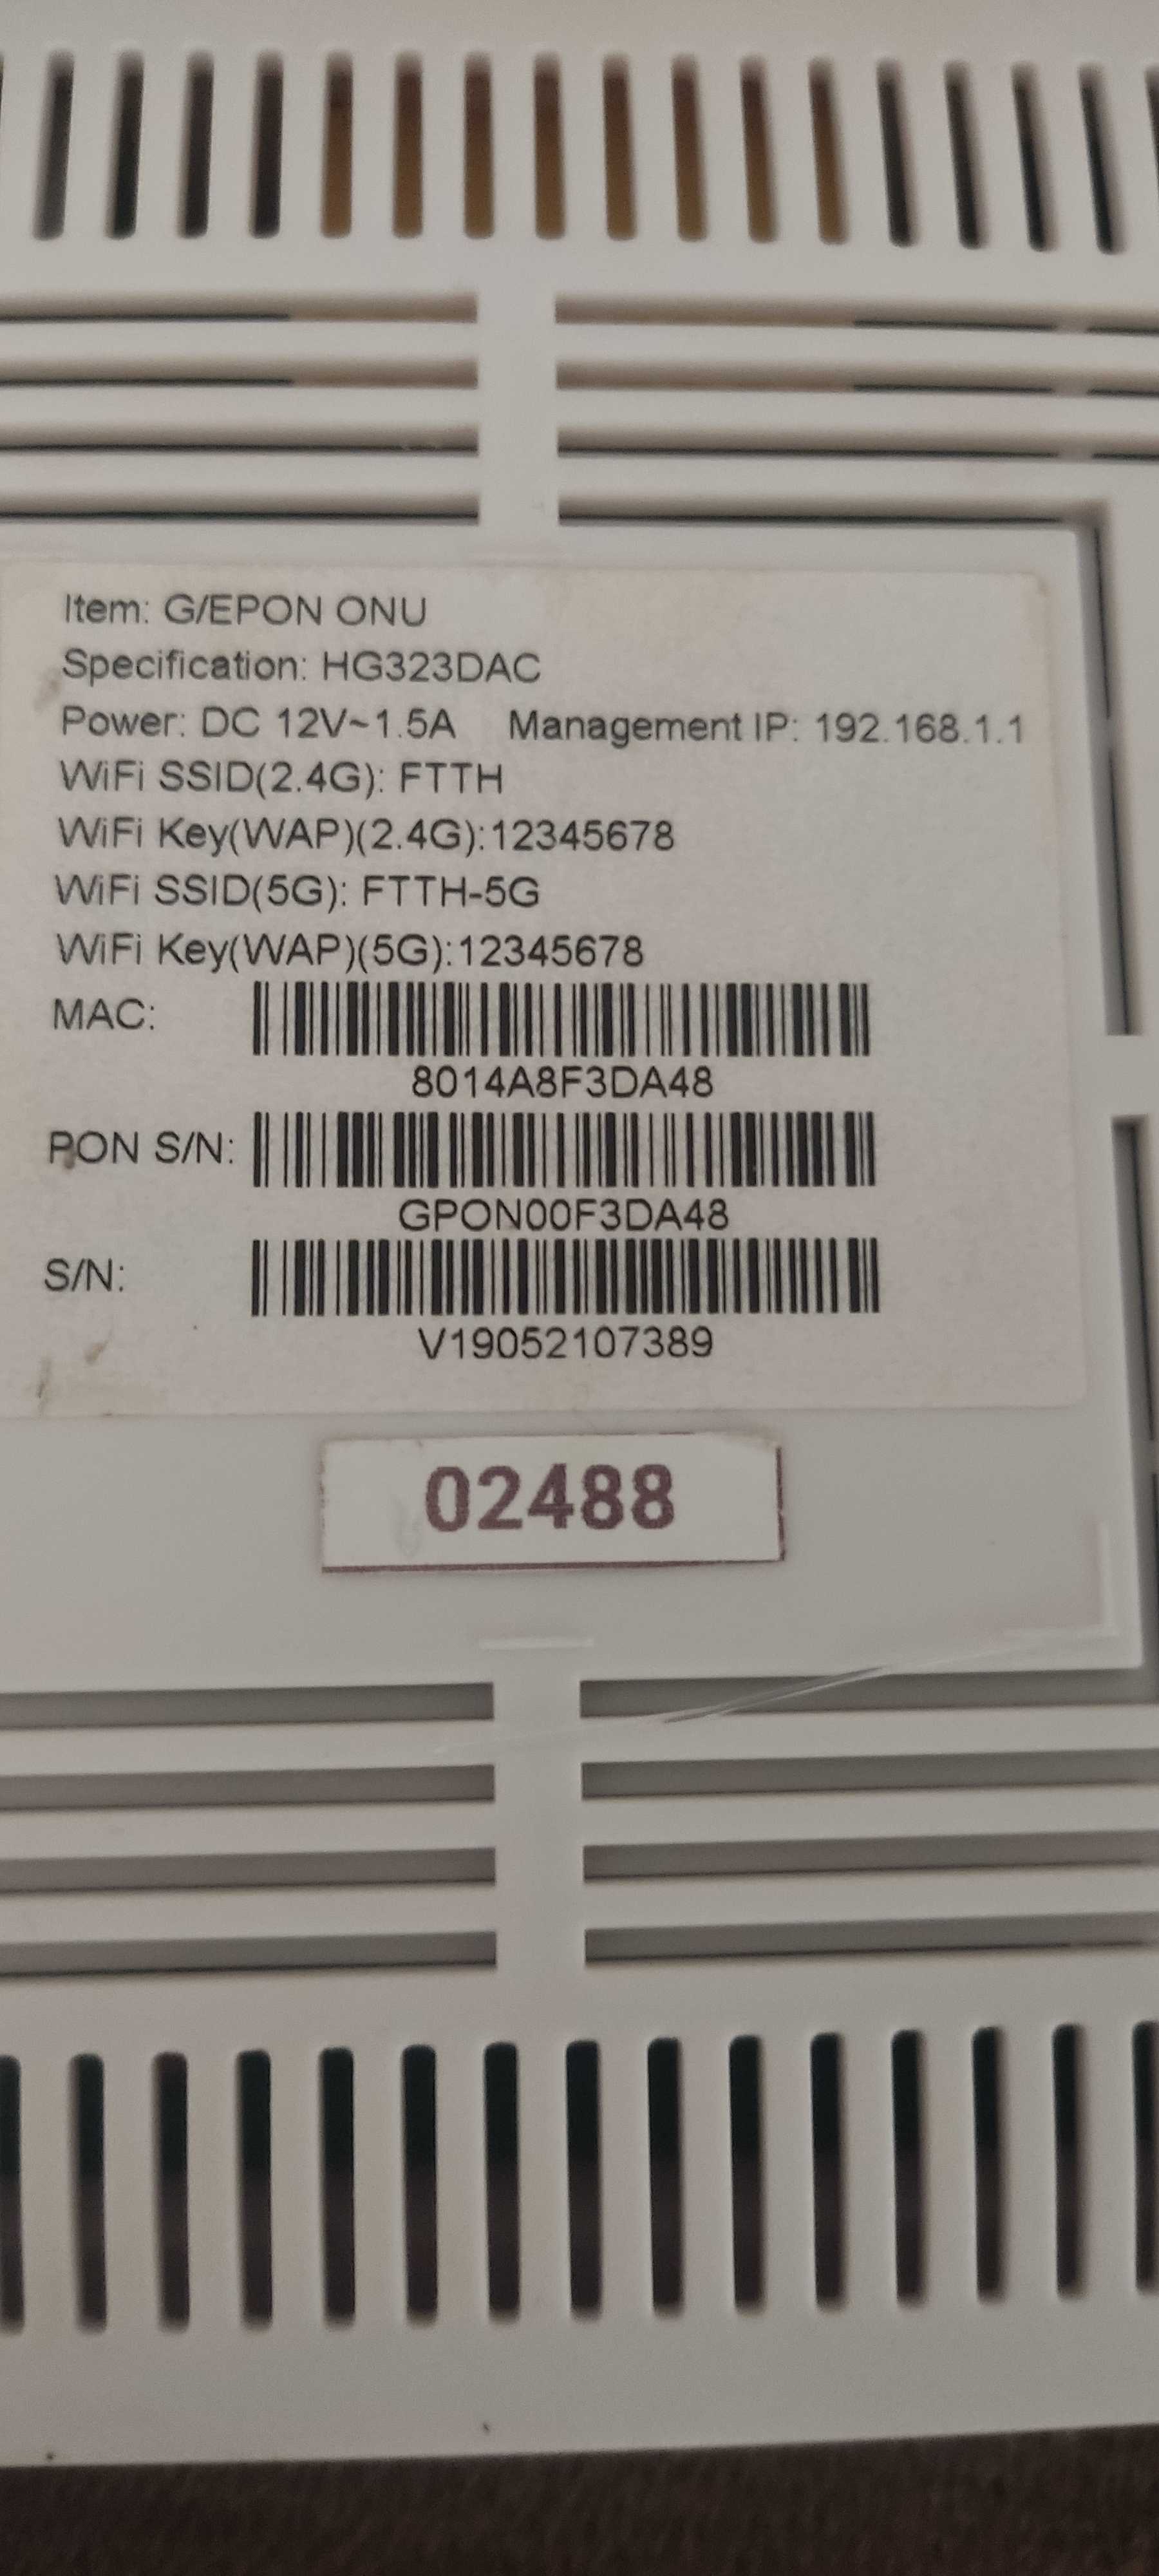 Item: G/EPON ONU
Specification: HG323DAC
Power: DC 12V~1.5A Management IP: 192.168.1.1
WiFi SSID(2.4G): FTTH
WiFi Key(WAP)(2.4G):12345678
WiFi SSID(5G): FTTH-5G
WiFi Key(WAP)(5G):12345678
MAC:
8014A8F3DA48
PON S/N:
GPON00F3DA48
S/N:
V19052107389
02488